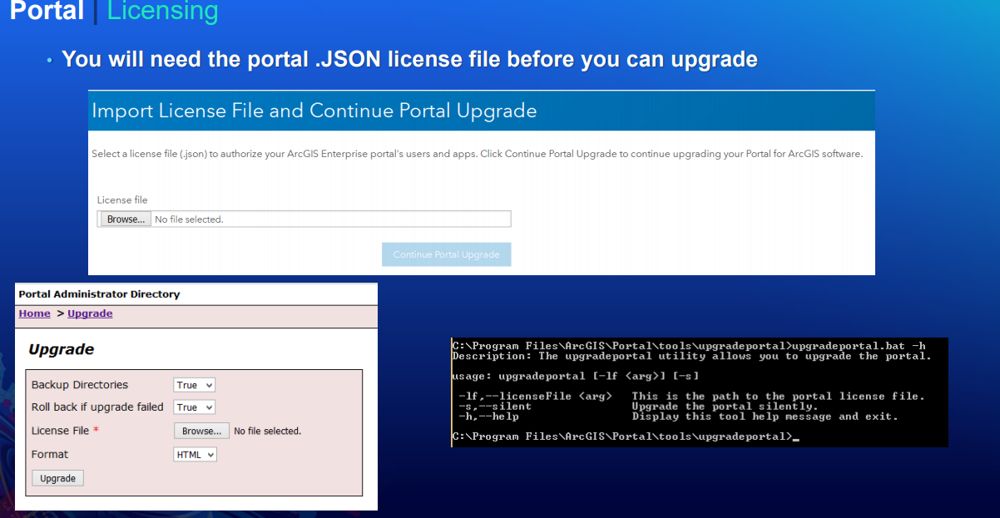 Portal | Licensing
• You will need the portal .JSON license file before you can upgrade
Import License File and Continue Portal Upgrade
Select a license file (.json) to authorize your ArcGIS Enterprise portal's users and apps. Click Continue Portal Upgrade to continue upgrading your Portal for ArcGIS software.
License file
Browse... No file selected.
Continue Portal Upgrade
Portal Administrator Directory
Home > Upgrade
Upgrade
Backup Directories True
Roll back if upgrade failed True
License File * Browse... No file selected.
Format HTML
Upgrade
C:\Program Files\ArcGIS\Portal\tools\upgradeportal>upgradeportal.bat -h
Description: The upgradeportal utility allows you to upgrade the portal.
usage: upgradeportal [-lf <arg>] [-s]
-lf,--licenseFile <arg> This is the path to the portal license file.
-s,--silent Upgrade the portal silently.
-h,--help Display this tool help message and exit.
C:\Program Files\ArcGIS\Portal\tools\upgradeportal>_